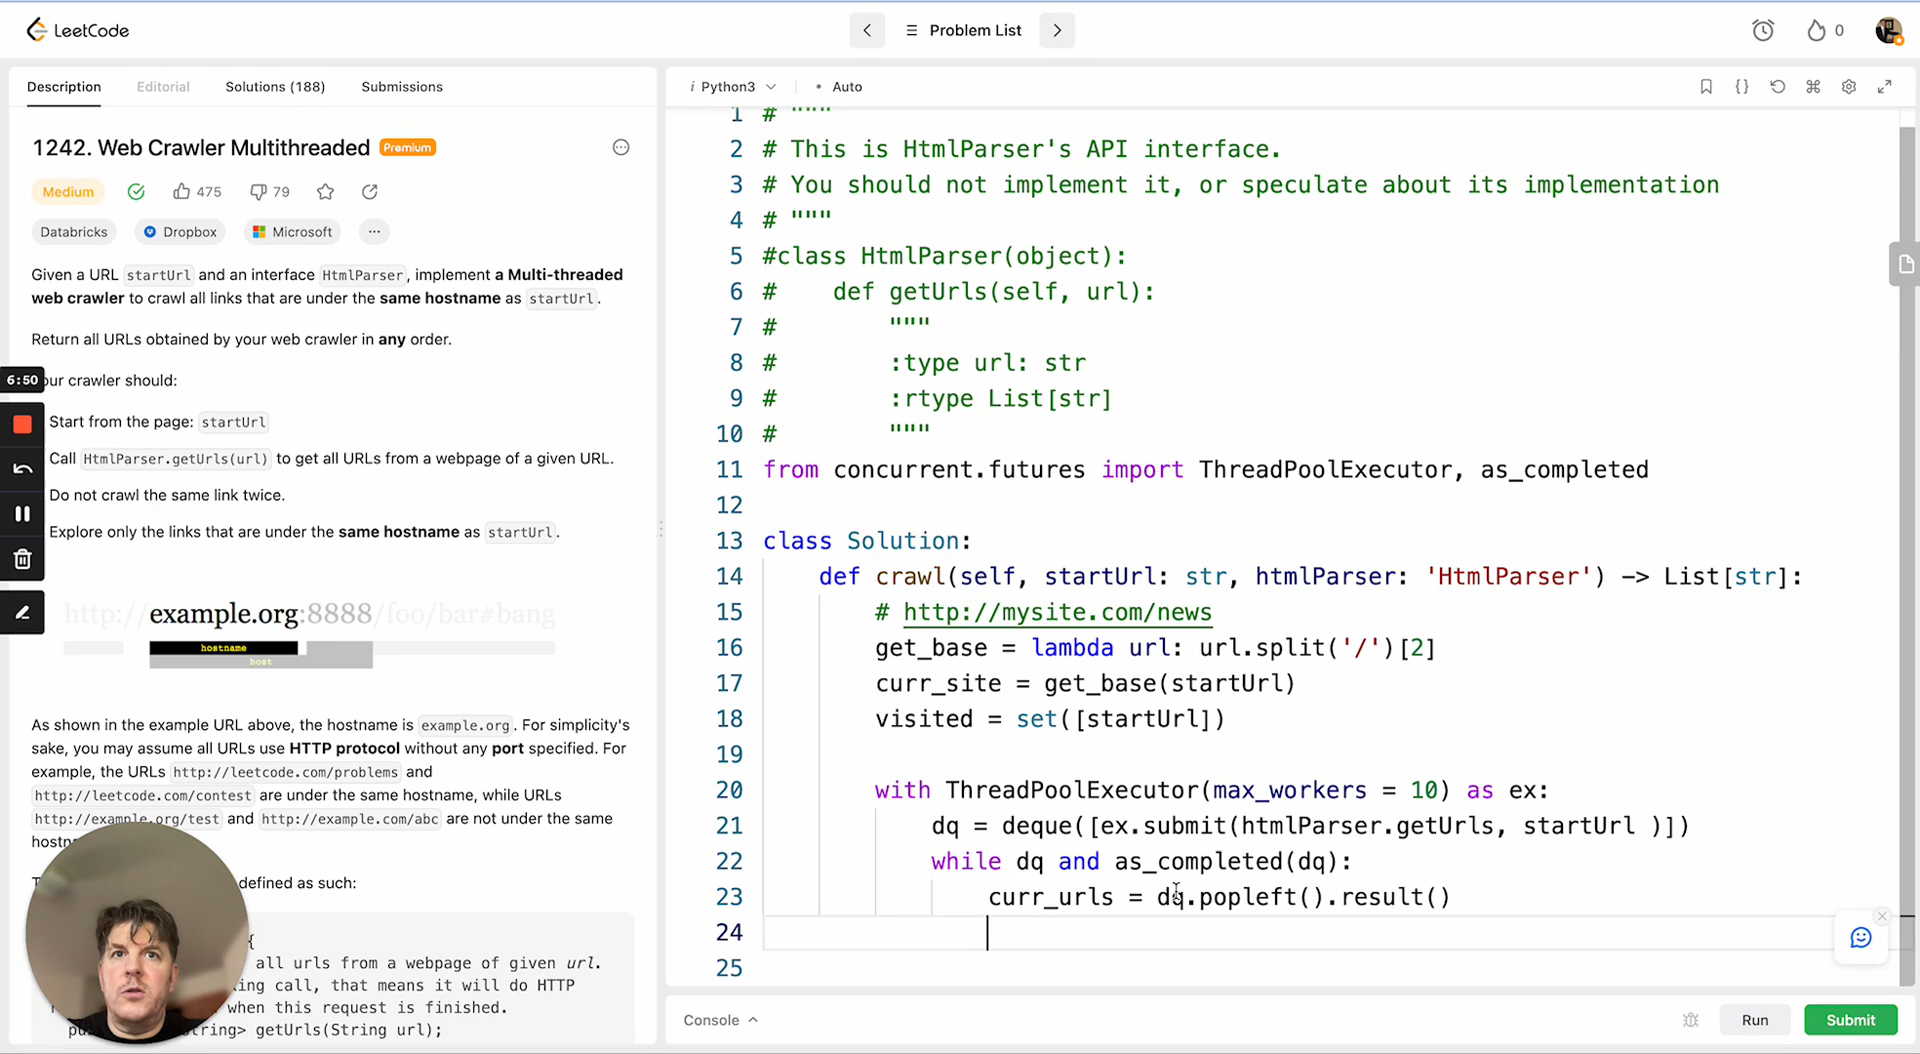 LeetCode
Problem List
0
Description
Editorial
Solutions (188)
Submissions
1242. Web Crawler Multithreaded Premium
Medium
475
79
Databricks
Dropbox
Microsoft
...
Given a URL startUrl and an interface HtmlParser, implement a Multi-threaded
web crawler to crawl all links that are under the same hostname as startUrl.
Return all URLs obtained by your web crawler in any order.
6:50
our crawler should:
Start from the page: startUrl
Call HtmlParser.getUrls(url) to get all URLs from a webpage of a given URL.
Do not crawl the same link twice.
Explore only the links that are under the same hostname as startUrl.
http://example.org:8888/foo/bar#bang
hostname
host
As shown in the example URL above, the hostname is example.org. For simplicity's
sake, you may assume all URLs use HTTP protocol without any port specified. For
example, the URLs http://leetcode.com/problems and
http://leetcode.com/contest are under the same hostname, while URLs
http://example.org/test and http://example.com/abc are not under the same
defined as such:
{
all urls from a webpage of given url.
call, that means it will do HTTP
when this request is finished.
getUrls(String url);
Python3
Auto
1 # """
2 # This is HtmlParser's API interface.
3 # You should not implement it, or speculate about its implementation
4 # """
5 #class HtmlParser(object):
6 #    def getUrls(self, url):
7 #        """
8 #        :type url: str
9 #        :rtype List[str]
10 #        """
11 from concurrent.futures import ThreadPoolExecutor, as_completed
12
13 class Solution:
14     def crawl(self, startUrl: str, htmlParser: 'HtmlParser') -> List[str]:
15         # http://mysite.com/news
16         get_base = lambda url: url.split('/')[2]
17         curr_site = get_base(startUrl)
18         visited = set([startUrl])
19
20         with ThreadPoolExecutor(max_workers = 10) as ex:
21             dq = deque([ex.submit(htmlParser.getUrls, startUrl )])
22             while dq and as_completed(dq):
23                 curr_urls = dq.popleft().result()
24
25
Console
Run
Submit